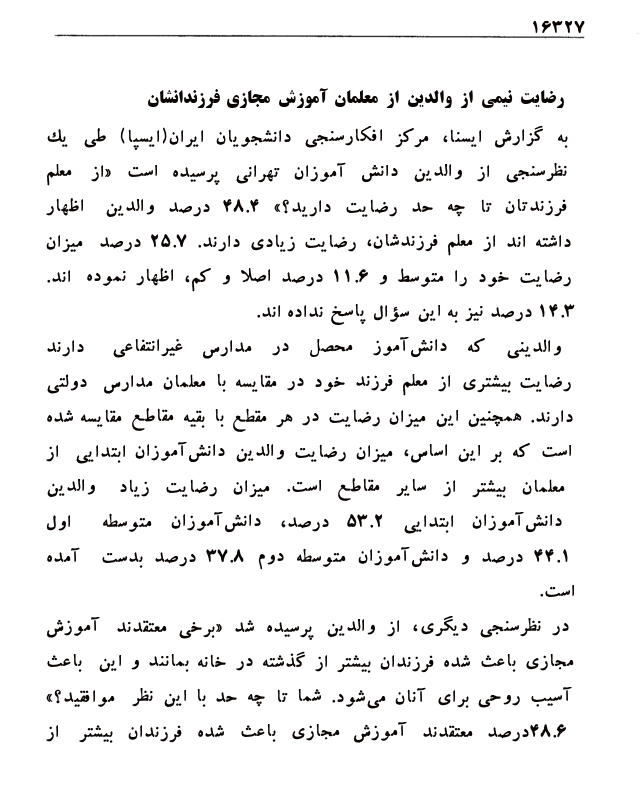 ۱۶۳۲۷
رضایت نیمی از والدین از معلمان آموزش مجازی فرزندانشان
به گزارش ایسنا، مرکز افکارسنجی دانشجویان ایران(ایسپا) طی یك
نظرسنجی از والدین دانش آموزان تهرانی پرسیده است «از معلم
فرزندتان تا چه حد رضایت دارید؟» ۴۸.۴ درصد والدین اظهار
داشته اند از معلم فرزندشان، رضایت زیادی دارند. ۲۵.۷ درصد میزان
رضایت خود را متوسط و ۱۱.۶ درصد اصلا و کم، اظهار نموده اند.
۱۴.۳ درصد نیز به این سؤال پاسخ نداده اند.
والدینی که دانش‌آموز محصل در مدارس غیرانتفاعی دارند
رضایت بیشتری از معلم فرزند خود در مقایسه با معلمان مدارس دولتی
دارند. همچنین این میزان رضایت در هر مقطع با بقیه مقاطع مقایسه شده
است که بر این اساس، میزان رضایت والدین دانش‌آموزان ابتدایی از
معلمان بیشتر از سایر مقاطع است. میزان رضایت زیاد والدین
دانش‌آموزان ابتدایی ۵۳.۲ درصد، دانش‌آموزان متوسطه اول
۴۴.۱ درصد و دانش‌آموزان متوسطه دوم ۳۷.۸ درصد بدست آمده
است.
در نظرسنجی دیگری، از والدین پرسیده شد «برخی معتقدند آموزش
مجازی باعث شده فرزندان بیشتر از گذشته در خانه بمانند و این باعث
آسیب روحی برای آنان می‌شود. شما تا چه حد با این نظر موافقید؟»
۴۸.۶درصد معتقدند آموزش مجازی باعث شده فرزندان بیشتر از